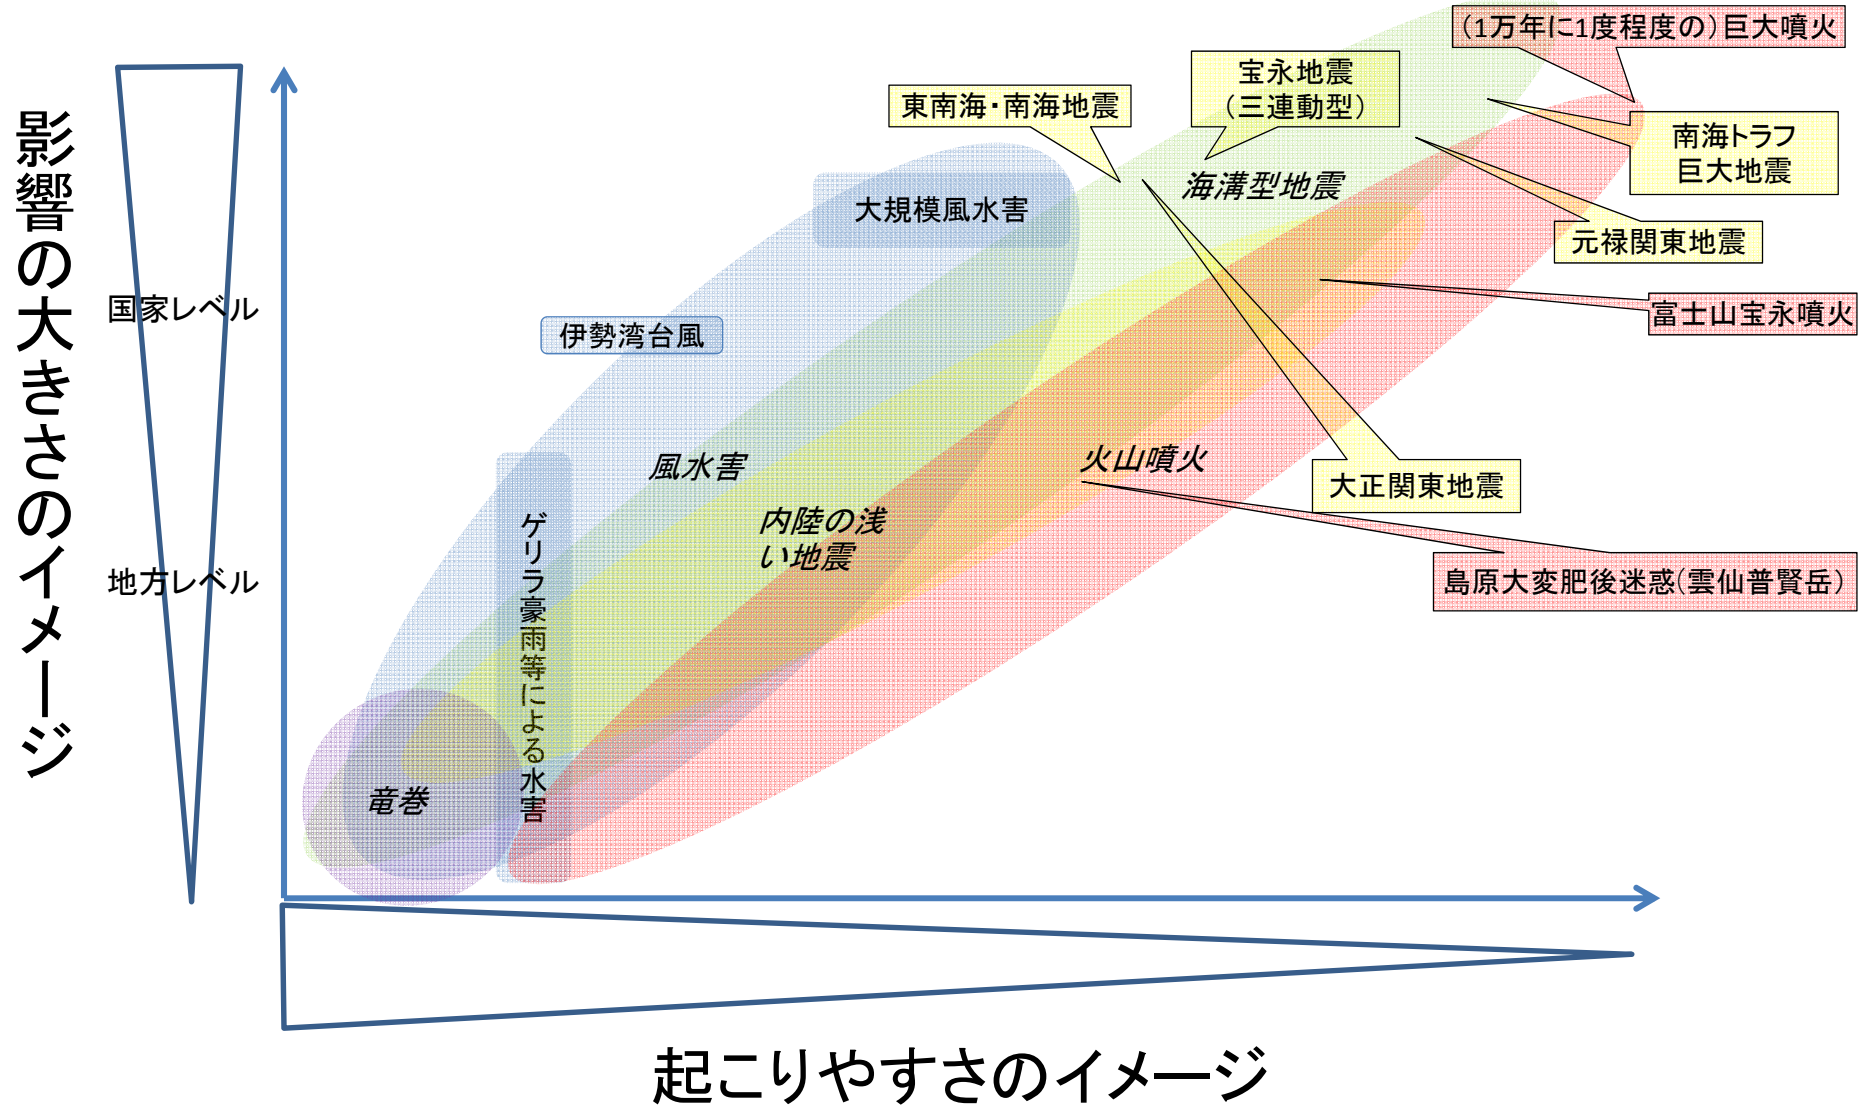 (1万年に1度程度の)巨大噴火
宝永地震
(三連動型)
東南海・南海地震
南海トラフ
巨大地震
海溝型地震
大規模風水害
元禄関東地震
富士山宝永噴火
国家レベル
伊勢湾台風
影響の大きさのイメージ
風水害
火山噴火
大正関東地震
内陸の浅
い地震
ゲリラ豪雨等による水害
地方レベル
島原大変肥後迷惑(雲仙普賢岳)
竜巻
起こりやすさのイメージ